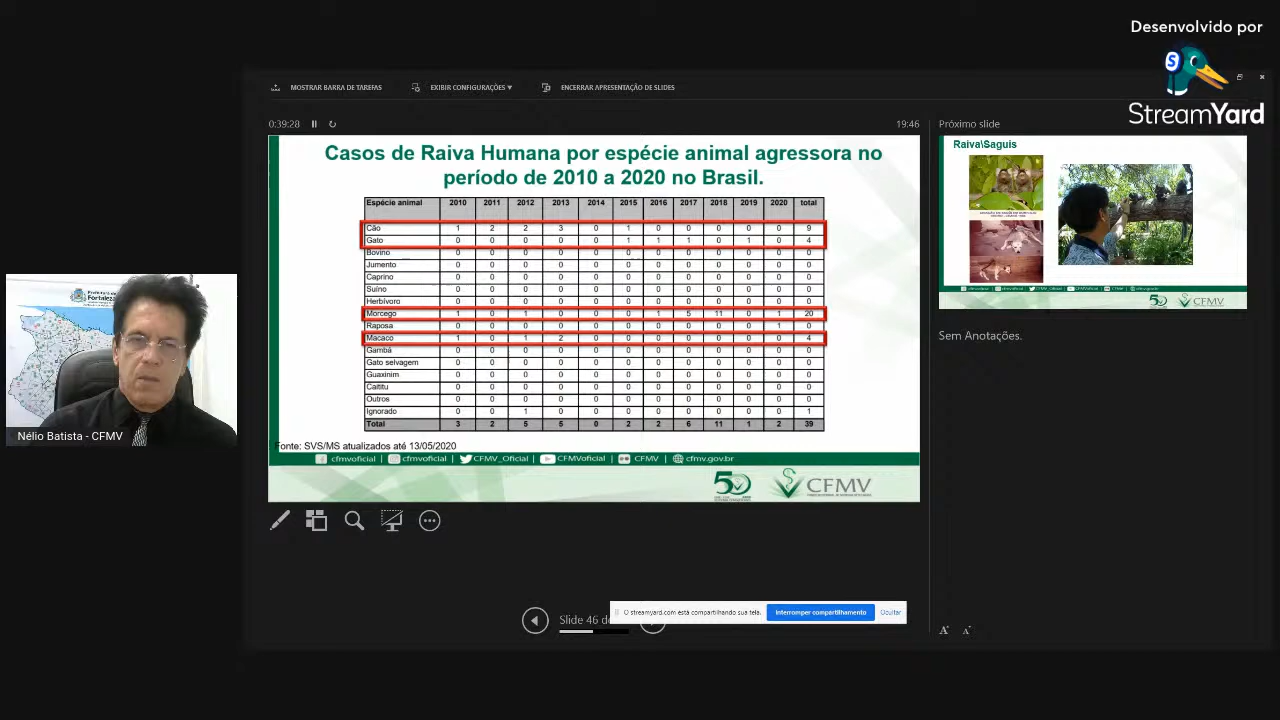 Desenvolvido por
StreamYard
MOSTRAR BARRA DE TAREFAS EXIBIR CONFIGURAÇÕES ▾ ENCERRAR APRESENTAÇÃO DE SLIDES
0:39:28 19:46
Próximo slide
Casos de Raiva Humana por espécie animal agressora no
período de 2010 a 2020 no Brasil.
Espécie animal 2010 2011 2012 2013 2014 2015 2016 2017 2018 2019 2020 total
Cão 1 2 2 3 0 1 0 0 0 0 0 9
Gato 0 0 0 0 0 1 1 1 0 1 0 4
Bovino 0 0 0 0 0 0 0 0 0 0 0 0
Jumento 0 0 0 0 0 0 0 0 0 0 0 0
Caprino 0 0 0 0 0 0 0 0 0 0 0 0
Suíno 0 0 0 0 0 0 0 0 0 0 0 0
Herbívoro 0 0 0 0 0 0 0 0 0 0 0 0
Morcego 1 0 1 0 0 0 1 5 11 0 1 20
Raposa 0 0 0 0 0 0 0 0 0 0 1 0
Macaco 1 0 1 2 0 0 0 0 0 0 0 4
Gambá 0 0 0 0 0 0 0 0 0 0 0 0
Gato selvagem 0 0 0 0 0 0 0 0 0 0 0 0
Guaxinim 0 0 0 0 0 0 0 0 0 0 0 0
Caititu 0 0 0 0 0 0 0 0 0 0 0 0
Outros 0 0 0 0 0 0 0 0 0 0 0 0
Ignorado 0 0 1 0 0 0 0 0 0 0 0 1
Total 3 2 5 5 0 2 2 6 11 1 2 39
Fonte: SVS/MS atualizados até 13/05/2020
cfmvoficial | cfmvoficial | CFMV_Oficial | CFMVoficial | CFMV | cfmv.gov.br
50 CFMV
Raiva\Saguis
50 CFMV
Sem Anotações.
Prefeitura de
Fortaleza
Nélio Batista - CFMV
O streamyard.com está compartilhando sua tela. Interromper compartilhamento Ocultar
Slide 46 d
A A